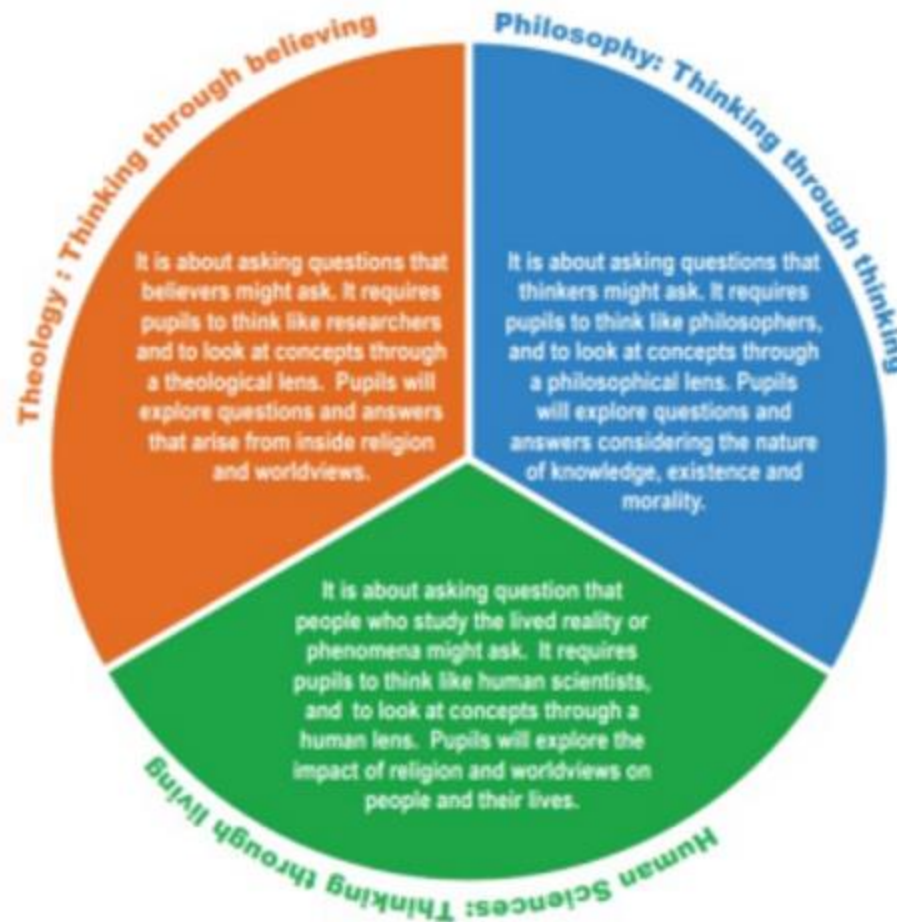 Theology : Thinking through believing
It is about asking questions that
believers might ask. It requires
pupils to think like researchers
and to look at concepts through
a theological lens.  Pupils will
explore questions and answers
that arise from inside religion
and worldviews.
Philosophy: Thinking through thinking
It is about asking questions that
thinkers might ask. It requires
pupils to think like philosophers,
and to look at concepts through
a philosophical lens. Pupils
will explore questions and
answers considering the nature
of knowledge, existence and
morality.
It is about asking question that
people who study the lived reality or
phenomena might ask.  It requires
pupils to think like human scientists,
and  to look at concepts through a
human lens.  Pupils will explore the
impact of religion and worldviews on
people and their lives.
Human Sciences: Thinking through living